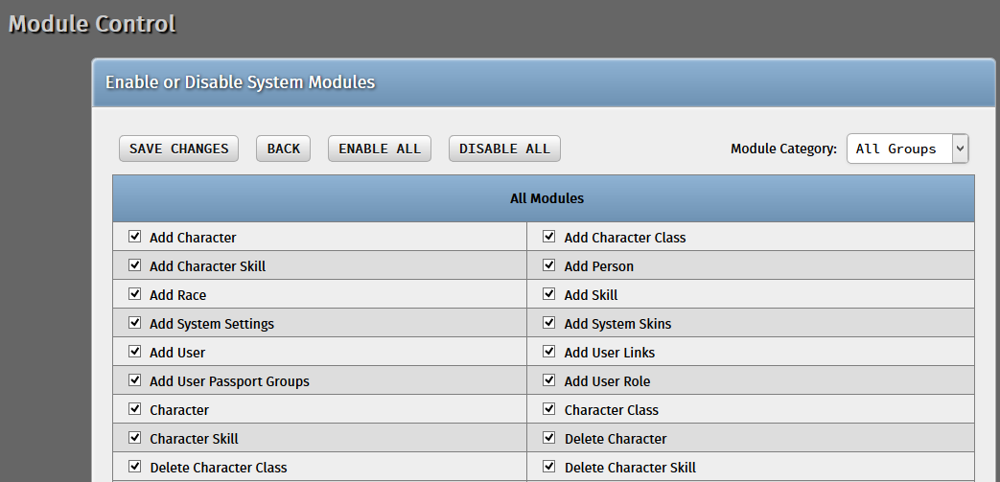 Module Control
Enable or Disable System Modules
SAVE CHANGES BACK ENABLE ALL DISABLE ALL Module Category: All Groups
All Modules
Add Character Add Character Class
Add Character Skill Add Person
Add Race Add Skill
Add System Settings Add System Skins
Add User Add User Links
Add User Passport Groups Add User Role
Character Character Class
Character Skill Delete Character
Delete Character Class Delete Character Skill